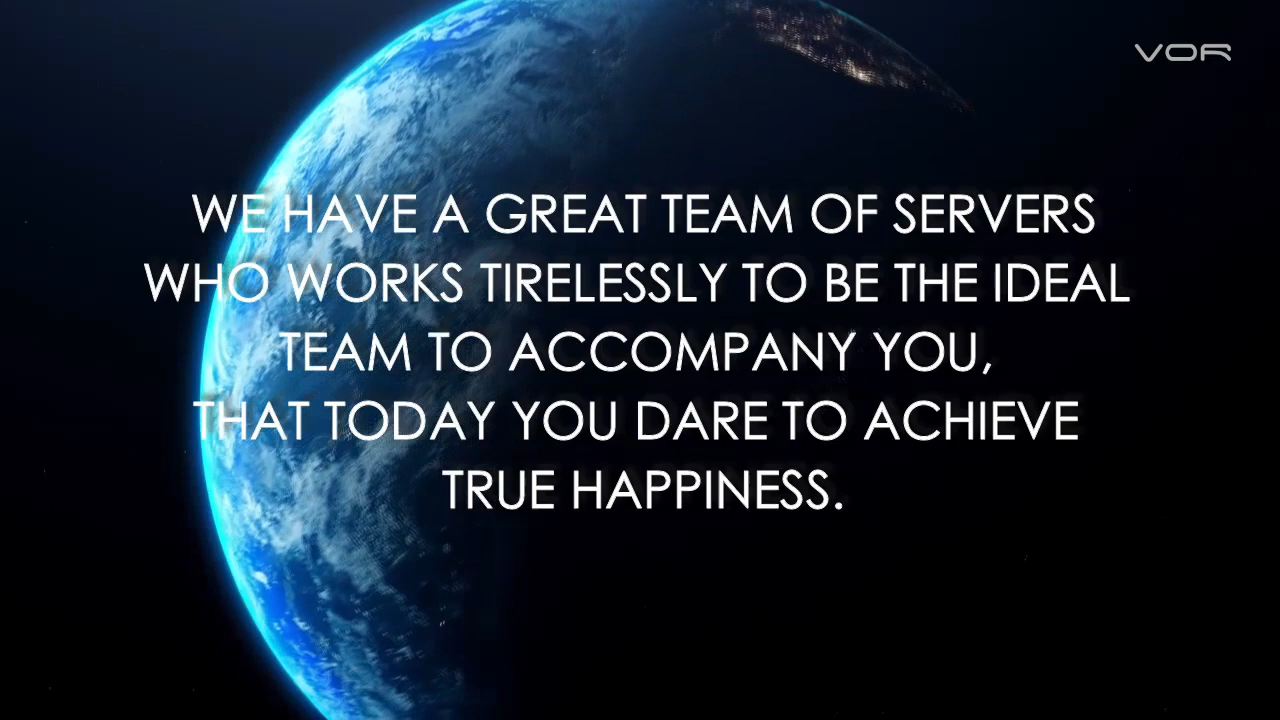 VOR
WE HAVE A GREAT TEAM OF SERVERS
WHO WORKS TIRELESSLY TO BE THE IDEAL
TEAM TO ACCOMPANY YOU,
THAT TODAY YOU DARE TO ACHIEVE
TRUE HAPPINESS.